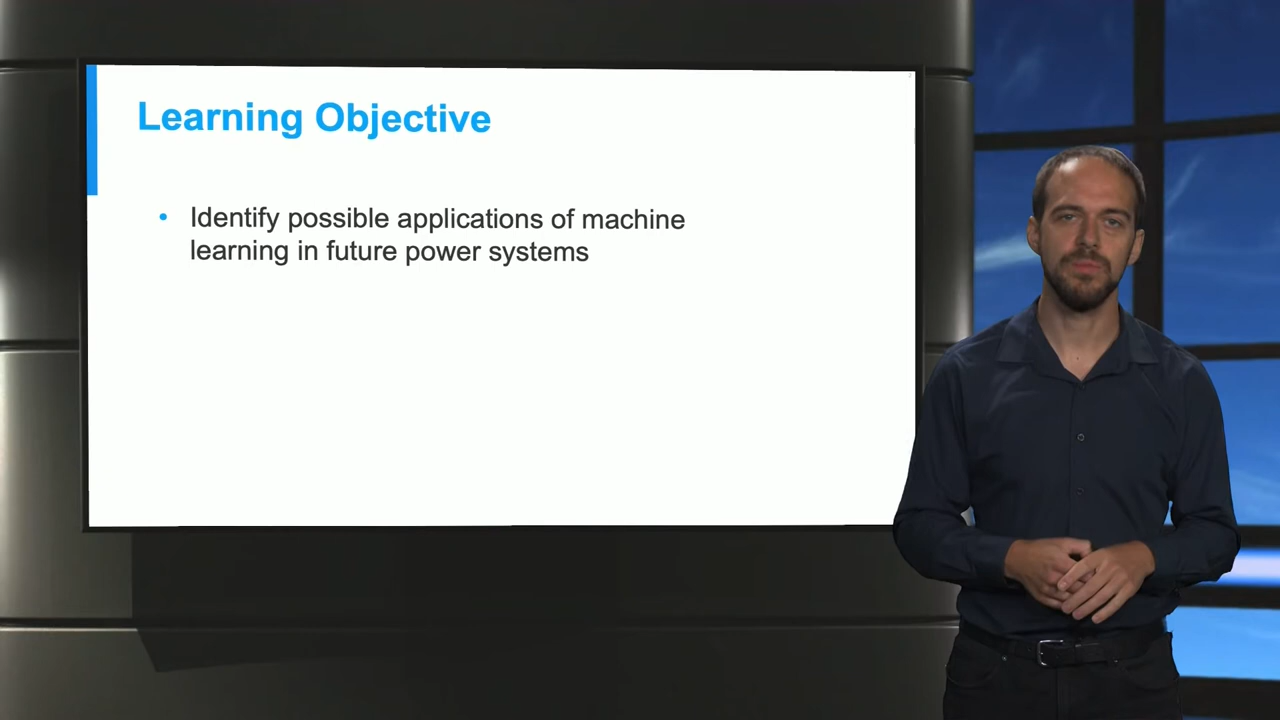 Learning Objective
• Identify possible applications of machine
learning in future power systems